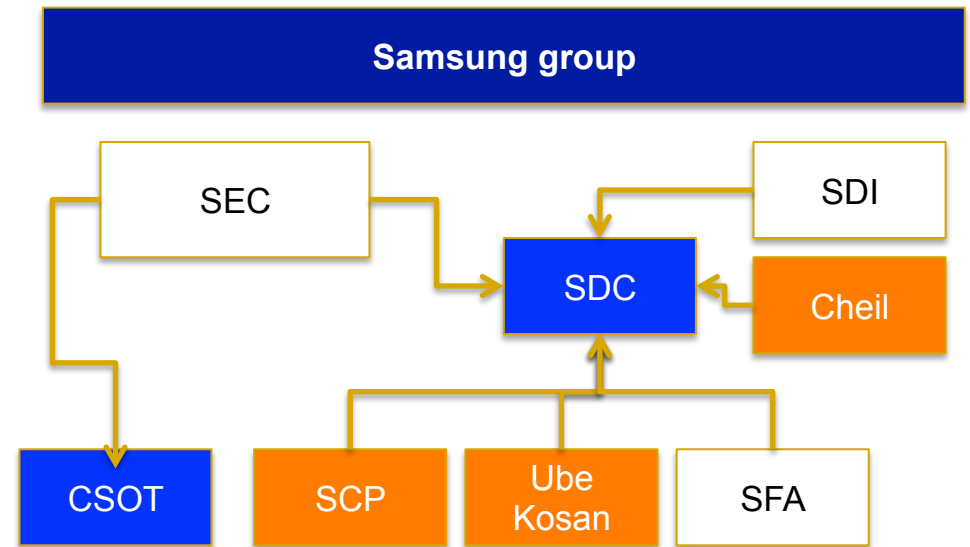 Samsung group
SEC
SDI
SDC
Cheil
CSOT
SCP
Ube
Kosan
SFA